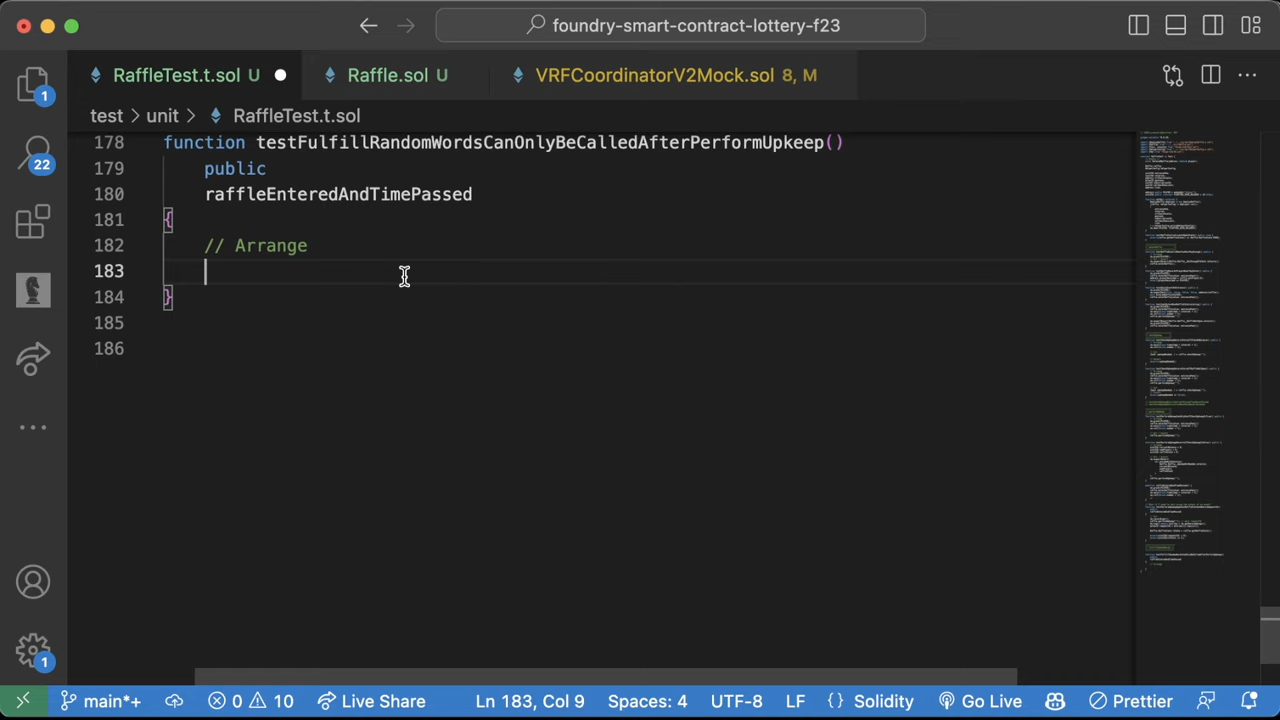 foundry-smart-contract-lottery-f23
RaffleTest.t.sol U
Raffle.sol U
VRFCoordinatorV2Mock.sol 8, M
test > unit > RaffleTest.t.sol
178 function testFulfillRandomWordsCanOnlyBeCalledAfterPerformUpkeep()
179 public
180 raffleEnteredAndTimePassed
181 {
182 // Arrange
183
184 }
185
186
1
22
1
main*+
0
10
Live Share
Ln 183, Col 9
Spaces: 4
UTF-8
LF
{ } Solidity
Go Live
Prettier